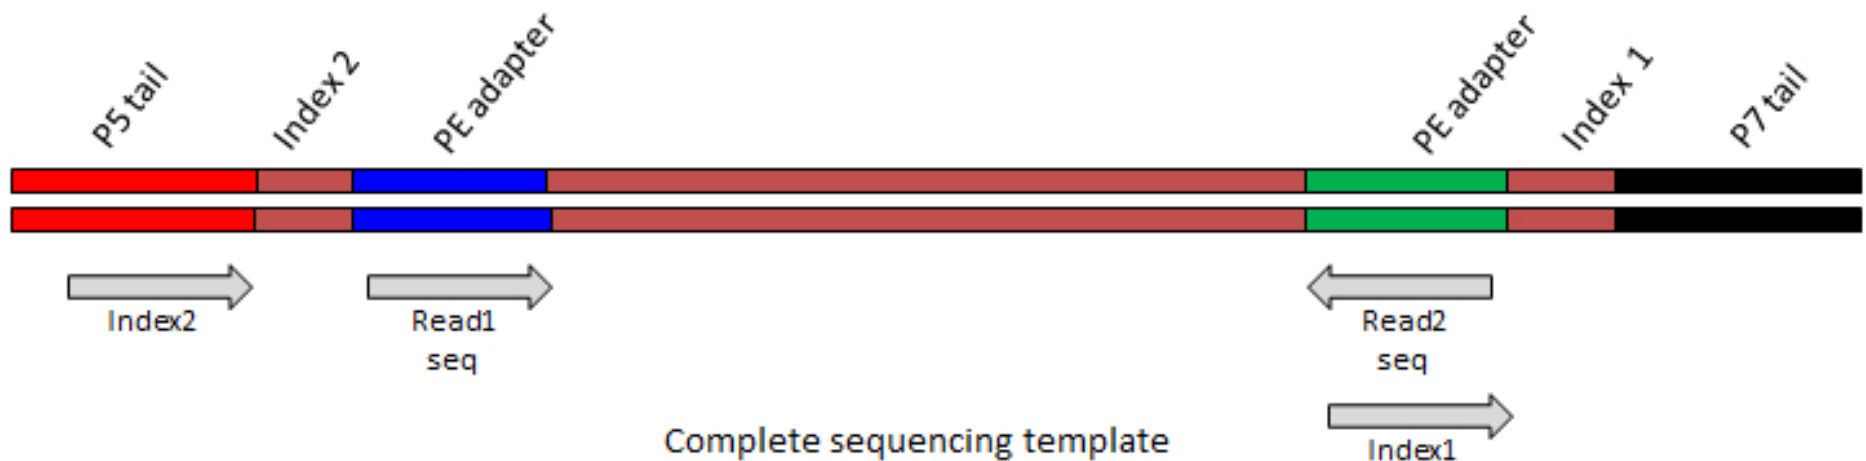 P5 tail
Index 2
PE adapter
PE adapter
Index 1
P7 tail
Index2
Read1
seq
Read2
seq
Index1
Complete sequencing template